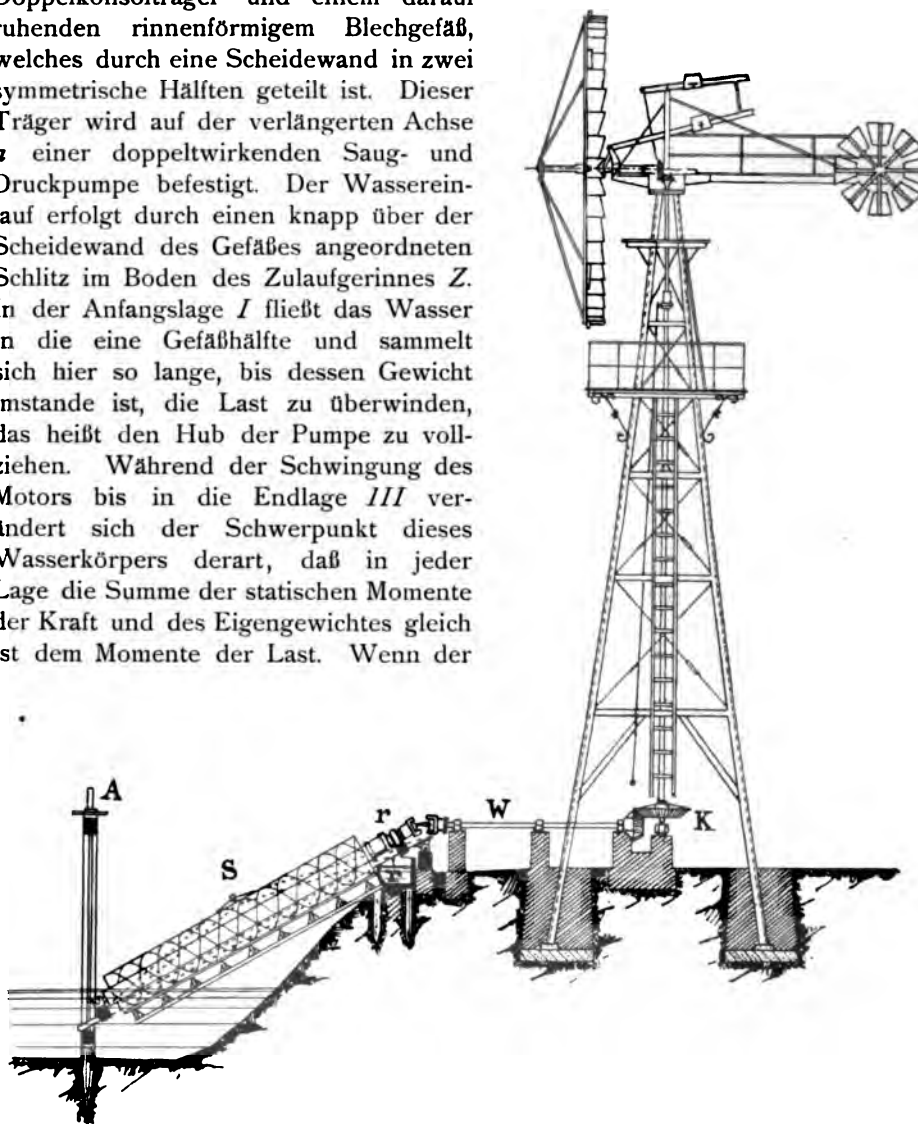 Doppelkonsolträger und einem darauf
ruhenden rinnenförmigem Blechgefäß,
welches durch eine Scheidewand in zwei
symmetrische Hälften geteilt ist. Dieser
Träger wird auf der verlängerten Achse
a einer doppeltwirkenden Saug- und
Druckpumpe befestigt. Der Wasserein-
lauf erfolgt durch einen knapp über der
Scheidewand des Gefäßes angeordneten
Schlitz im Boden des Zulaufgerinnes Z.
In der Anfangslage I fließt das Wasser
in die eine Gefäßhälfte und sammelt
sich hier so lange, bis dessen Gewicht
imstande ist, die Last zu überwinden,
das heißt den Hub der Pumpe zu voll-
ziehen. Während der Schwingung des
Motors bis in die Endlage III ver-
ändert sich der Schwerpunkt dieses
Wasserkörpers derart, daß in jeder
Lage die Summe der statischen Momente
der Kraft und des Eigengewichtes gleich
ist dem Momente der Last. Wenn der
A
r
W
K
S